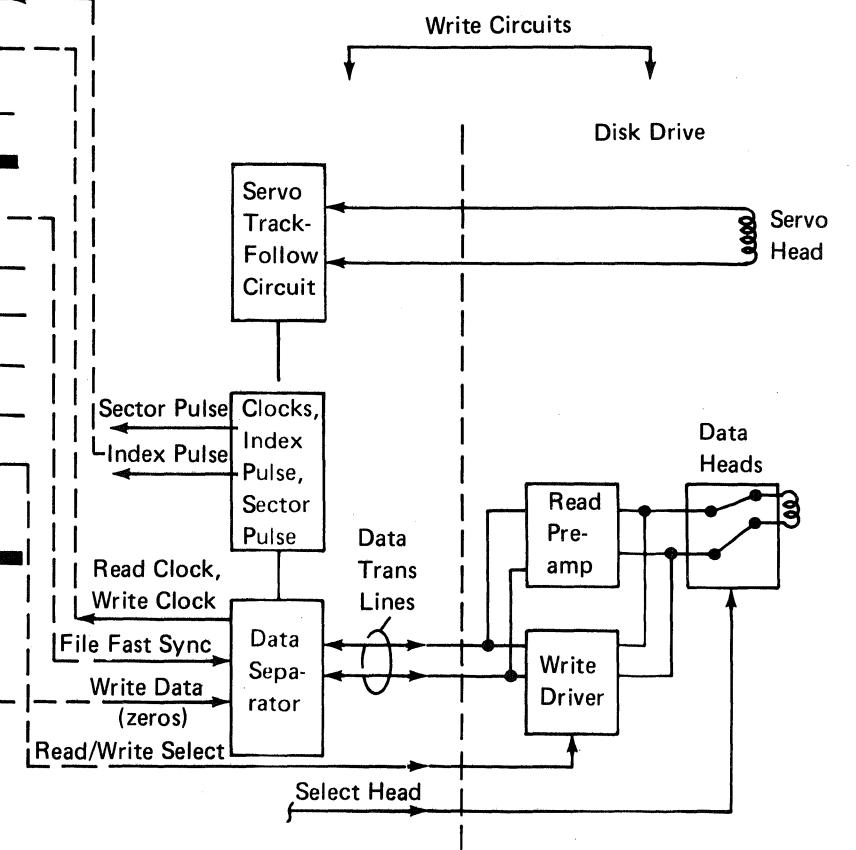 Write Circuits
Disk Drive
Servo
Track-
Follow
Circuit
Servo
Head
Sector Pulse
Index Pulse
Clocks,
Index
Pulse,
Sector
Pulse
Data
Heads
Read
Pre-
amp
Data
Trans
Lines
Read Clock,
Write Clock
File Fast Sync
Write Data
(zeros)
Data
Sepa-
rator
Write
Driver
Read/Write Select
Select Head